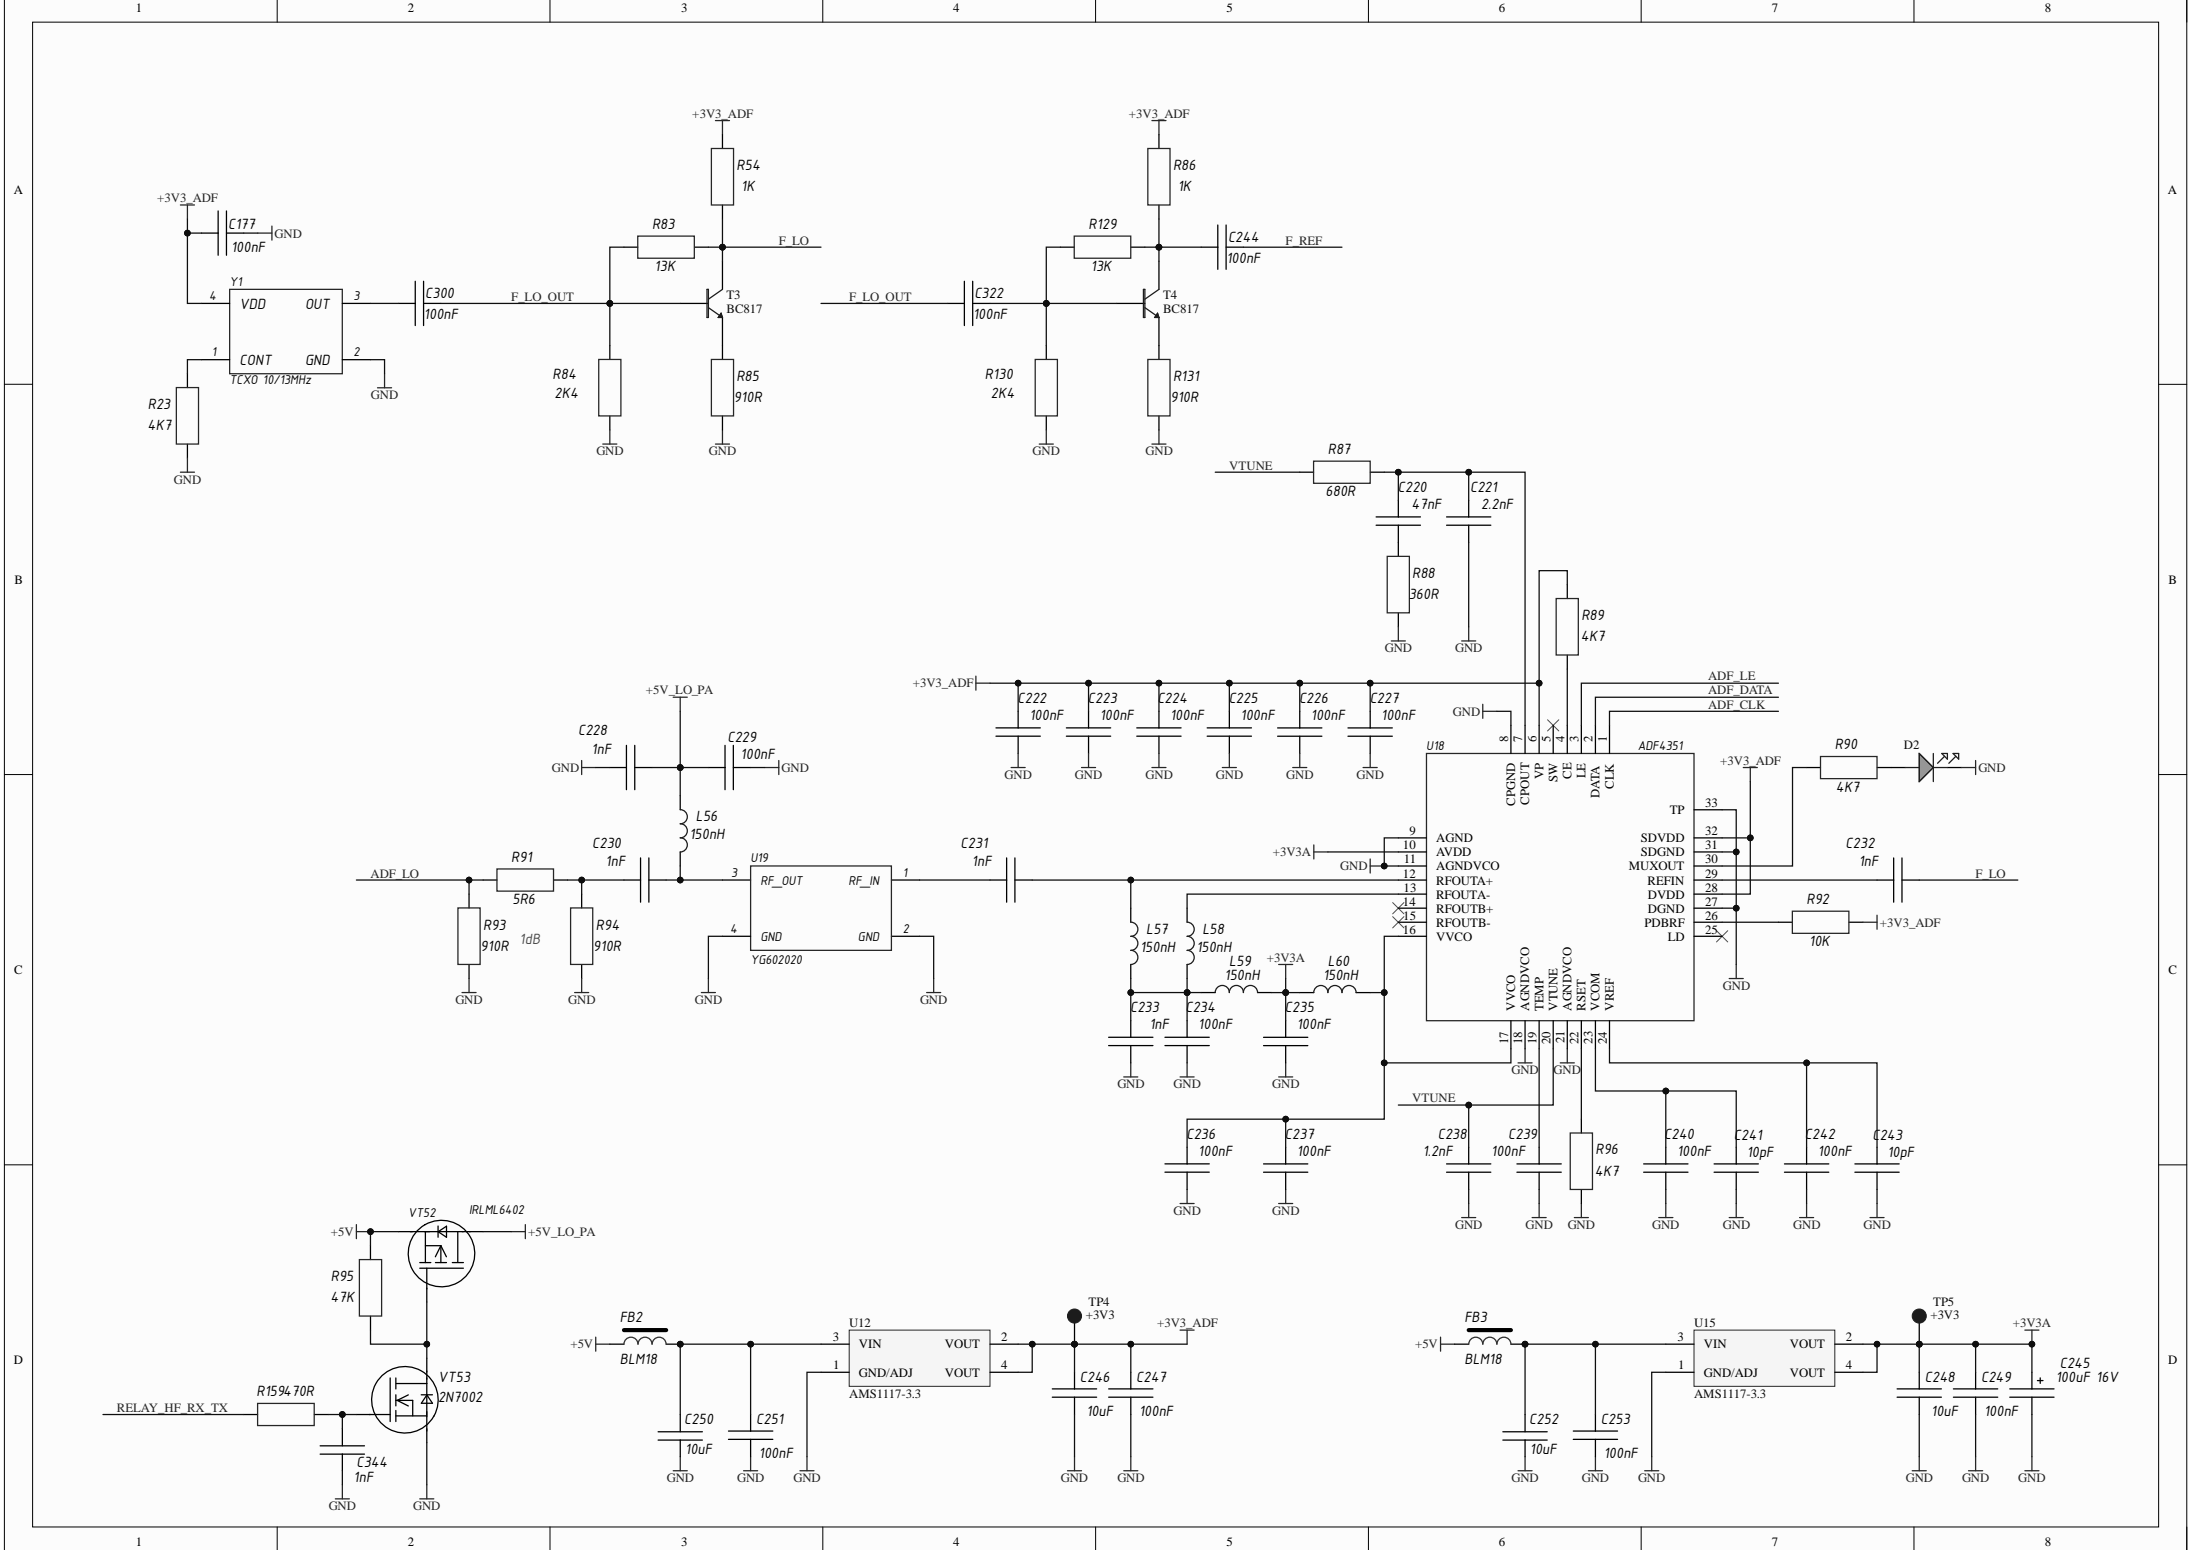 1 2 3 4 5 6 7 8
A A
B B
C C
D D
+3V3_ADF
C177
100nF
GND
Y1
4 VDD OUT 3
1 CONT GND 2
TCXO 10/13MHz
GND
R23
4K7
GND
C300
100nF
F_LO_OUT
+3V3_ADF
R54
1K
R83
13K
F_LO
T3
BC817
R84
2K4
R85
910R
GND GND
F_LO_OUT
C322
100nF
+3V3_ADF
R86
1K
R129
13K
C244
100nF
F_REF
T4
BC817
R130
2K4
R131
910R
GND GND
VTUNE
R87
680R
C220
47nF
C221
2.2nF
R88
360R
GND GND
R89
4K7
+3V3_ADF
C222
100nF
C223
100nF
C224
100nF
C225
100nF
C226
100nF
C227
100nF
GND GND GND GND GND GND
GND
ADF_LE
ADF_DATA
ADF_CLK
U18
ADF4351
8 7 6 5 4 3 2 1
CPGND CPOUT VP SW CE LE DATA CLK
9 AGND
10 AVDD
11 AGNDVCO
12 RFOUTA+
13 RFOUTA-
14 RFOUTB+
15 RFOUTB-
16 VVCO
TP 33
SDVDD 32
SDGND 31
MUXOUT 30
REFIN 29
DVDD 28
DGND 27
PDBRF 26
LD 25
VVCO AGNDVCO TEMP VTUNE AGNDVCO RSET VCOM VREF
17 18 19 20 21 22 23 24
+3V3A
GND
+3V3_ADF
R90
4K7
D2
GND
C232
1nF
F_LO
R92
10K
+3V3_ADF
GND
+5V_LO_PA
C228
1nF
GND
C229
100nF
GND
L56
150nH
ADF_LO
R91
5R6
C230
1nF
R93
910R
1dB
R94
910R
GND GND
U19
3 RF_OUT RF_IN 1
4 GND GND 2
YG602020
GND GND
C231
1nF
L57
150nH
L58
150nH
L59
150nH
+3V3A
L60
150nH
C233
1nF
C234
100nF
C235
100nF
GND GND GND
C236
100nF
C237
100nF
GND GND
GND GND
VTUNE
C238
1.2nF
C239
100nF
R96
4K7
C240
100nF
C241
10pF
C242
100nF
C243
10pF
GND GND GND GND GND GND GND
VT52
IRLML6402
+5V
+5V_LO_PA
R95
47K
VT53
2N7002
RELAY_HF_RX_TX
R159470R
C344
1nF
GND GND
+5V
FB2
BLM18
C250
10uF
C251
100nF
U12
3 VIN VOUT 2
1 GND/ADJ VOUT 4
AMS1117-3.3
TP4
+3V3
+3V3_ADF
C246
10uF
C247
100nF
GND GND GND GND GND
+5V
FB3
BLM18
C252
10uF
C253
100nF
U15
3 VIN VOUT 2
1 GND/ADJ VOUT 4
AMS1117-3.3
TP5
+3V3
+3V3A
C248
10uF
C249
100nF
+
C245
100uF 16V
GND GND GND GND GND GND
1 2 3 4 5 6 7 8